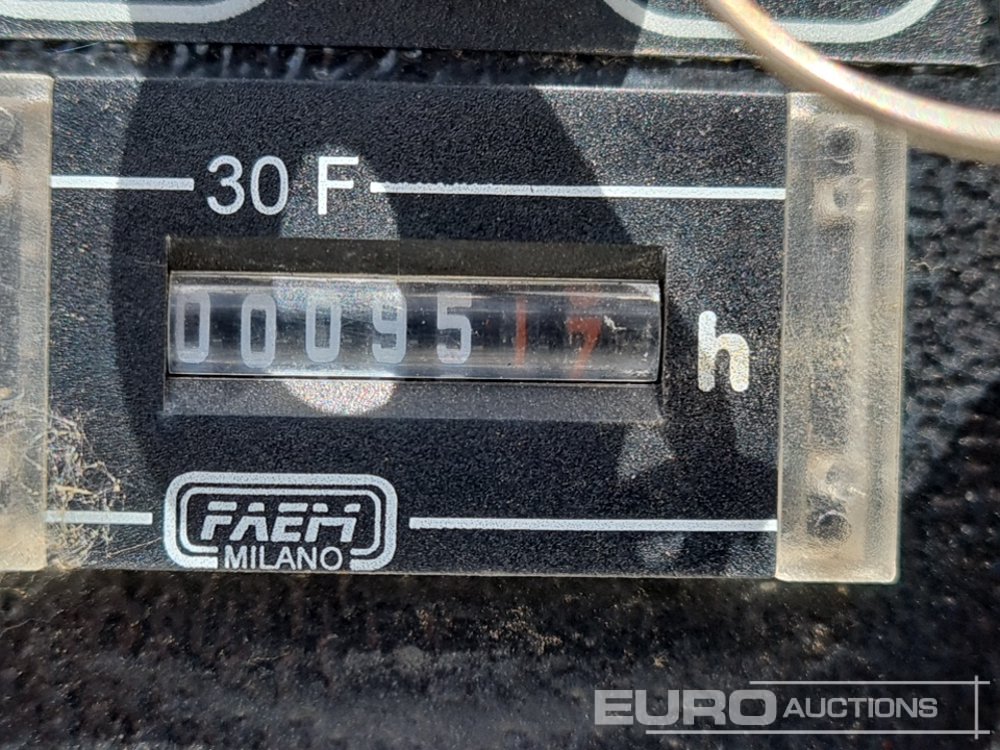 30 F
0009517 h
FAEM
MILANO
EURO AUCTIONS